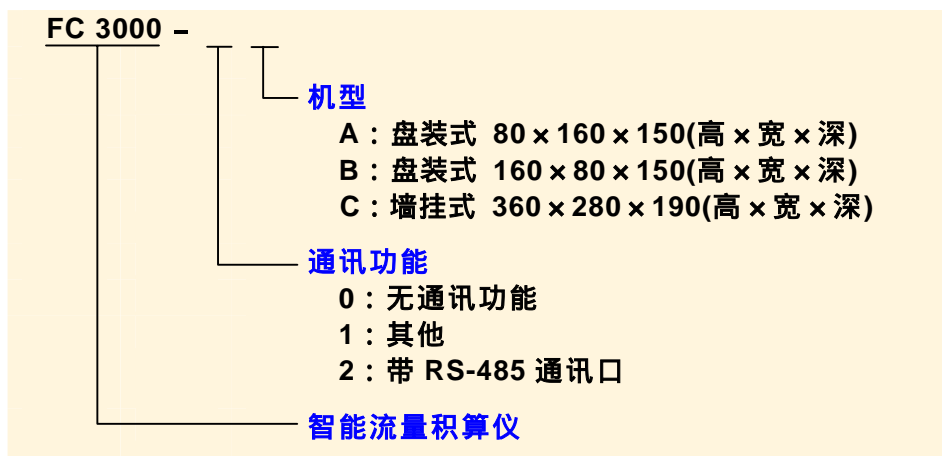 FC 3000 –
机型
A：盘装式 80×160×150(高×宽×深)
B：盘装式 160×80×150(高×宽×深)
C：墙挂式 360×280×190(高×宽×深)
通讯功能
0：无通讯功能
1：其他
2：带 RS-485 通讯口
智能流量积算仪